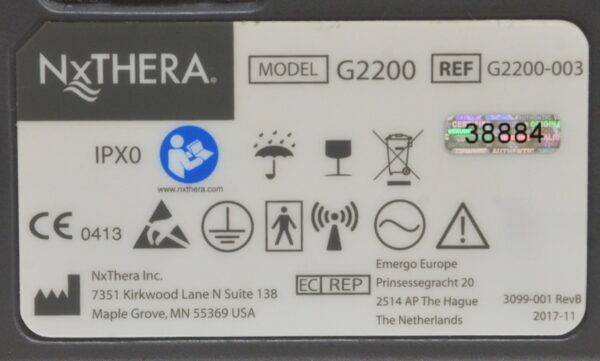 NxTHERA®
MODEL G2200 REF G2200-003
IPX0
www.nxthera.com
38884
CE 0413
NxThera Inc.
7351 Kirkwood Lane N Suite 138
Maple Grove, MN 55369 USA
EC REP
Emergo Europe
Prinsessegracht 20
2514 AP The Hague
The Netherlands
3099-001 RevB
2017-11